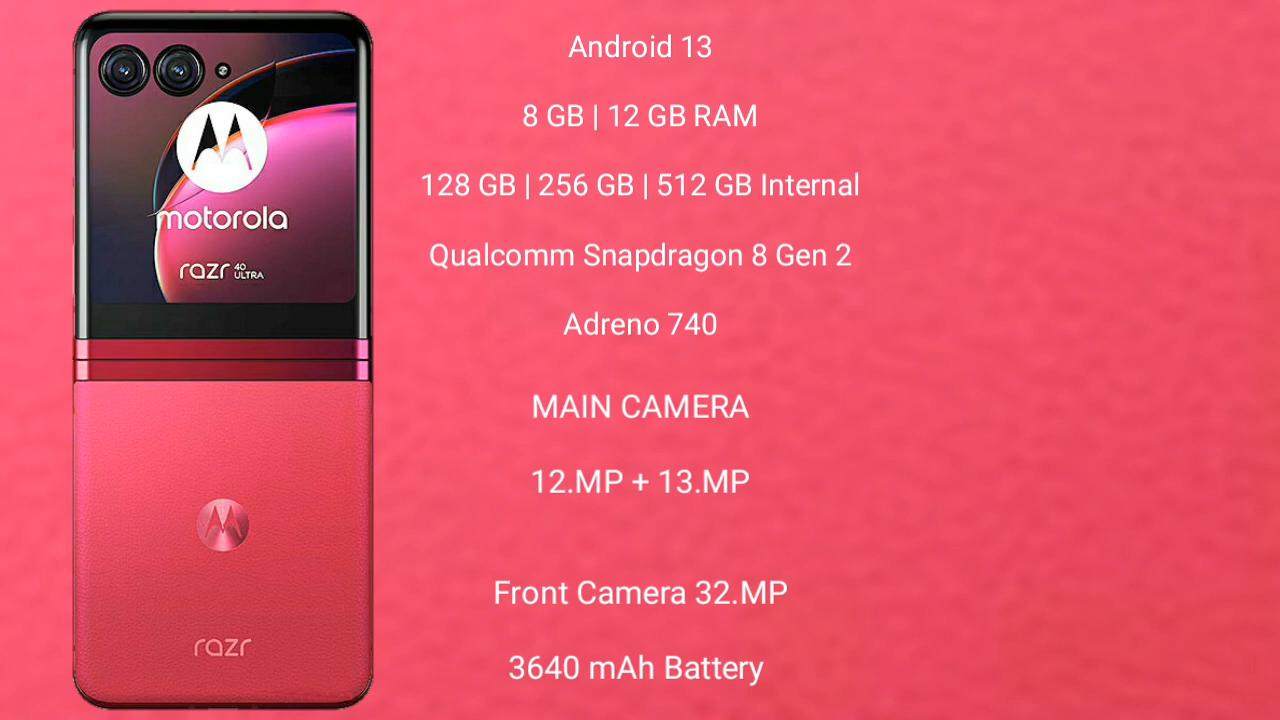 motorola
razr 40 ULTRA
razr
Android 13
8 GB | 12 GB RAM
128 GB | 256 GB | 512 GB Internal
Qualcomm Snapdragon 8 Gen 2
Adreno 740
MAIN CAMERA
12.MP + 13.MP
Front Camera 32.MP
3640 mAh Battery